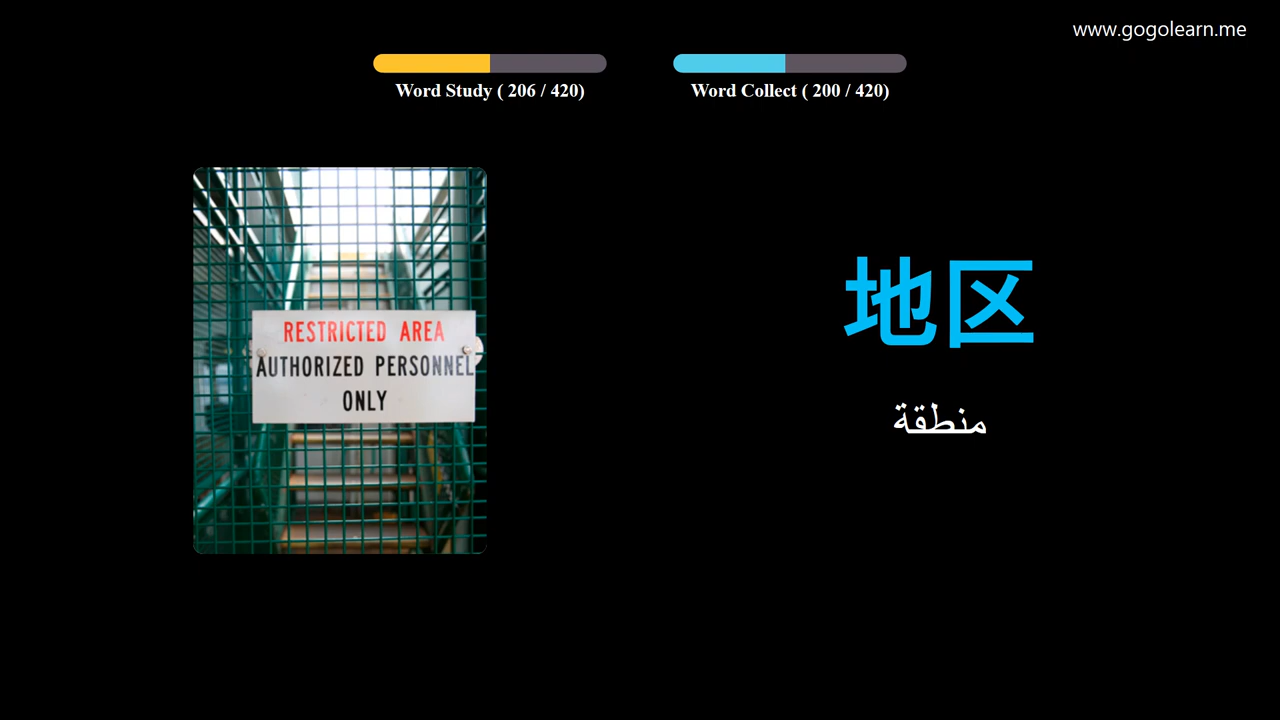 www.gogolearn.me
Word Study ( 206 / 420)
Word Collect ( 200 / 420)
RESTRICTED AREA
AUTHORIZED PERSONNEL
ONLY
地区
منطقة